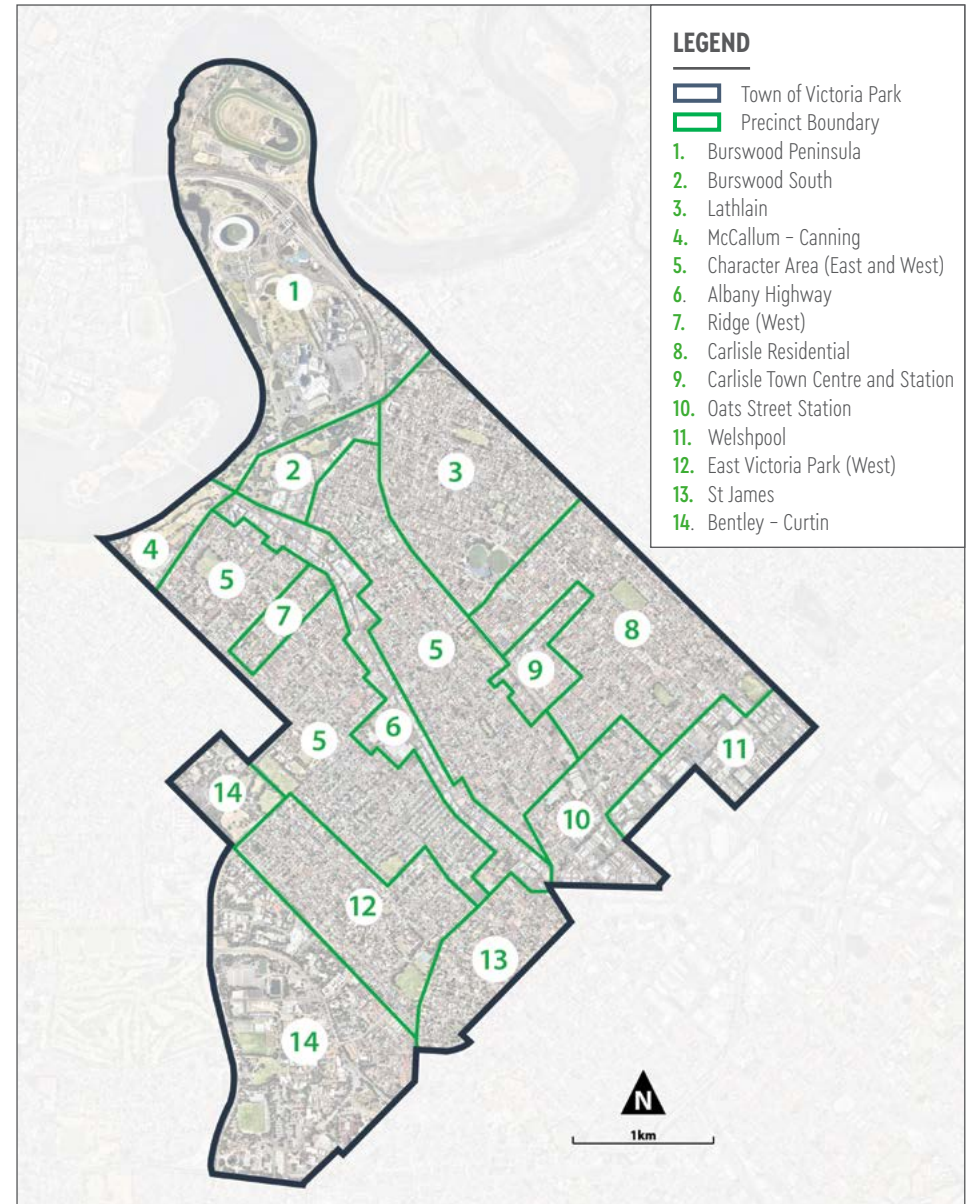 LEGEND
Town of Victoria Park
Precinct Boundary
1. Burswood Peninsula
2. Burswood South
3. Lathlain
4. McCallum – Canning
5. Character Area (East and West)
6. Albany Highway
7. Ridge (West)
8. Carlisle Residential
9. Carlisle Town Centre and Station
10. Oats Street Station
11. Welshpool
12. East Victoria Park (West)
13. St James
14. Bentley – Curtin
1
2
3
4
5
7
8
5
9
6
5
11
14
10
12
13
14
N
1km